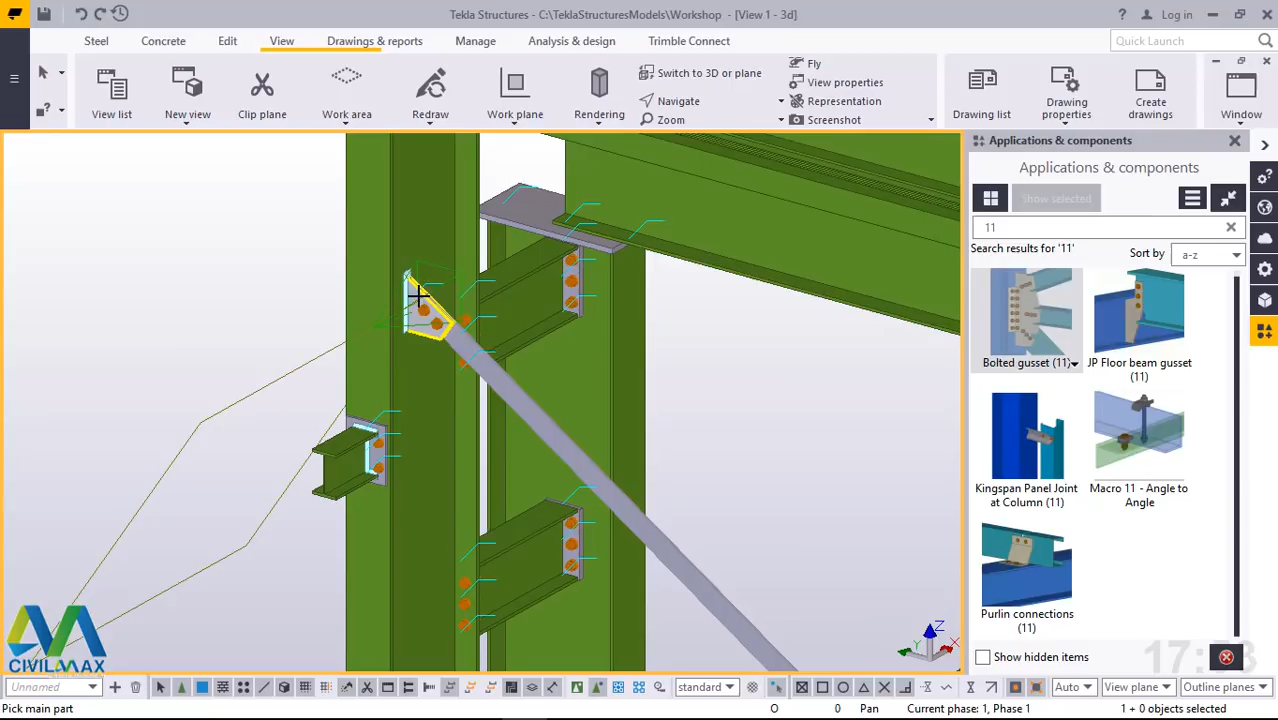 Tekla Structures - C:\TeklaStructuresModels\Workshop - [View 1 - 3d]
Log in
Steel Concrete Edit View Drawings & reports Manage Analysis & design Trimble Connect
Quick Launch
View list
New view
Clip plane
Work area
Redraw
Work plane
Rendering
Switch to 3D or plane
Navigate
Zoom
Fly
View properties
Representation
Screenshot
Drawing list
Drawing properties
Create drawings
Window
Applications & components
Applications & components
Show selected
11
Search results for '11'
Sort by a-z
Bolted gusset (11)
JP Floor beam gusset (11)
Kingspan Panel Joint at Column (11)
Macro 11 - Angle to Angle
Purlin connections (11)
Show hidden items
Z
X
Y
CIVILMAX
Unnamed
standard
Auto
View plane
Outline planes
Pick main part
O 0 Pan Current phase: 1, Phase 1 1 + 0 objects selected